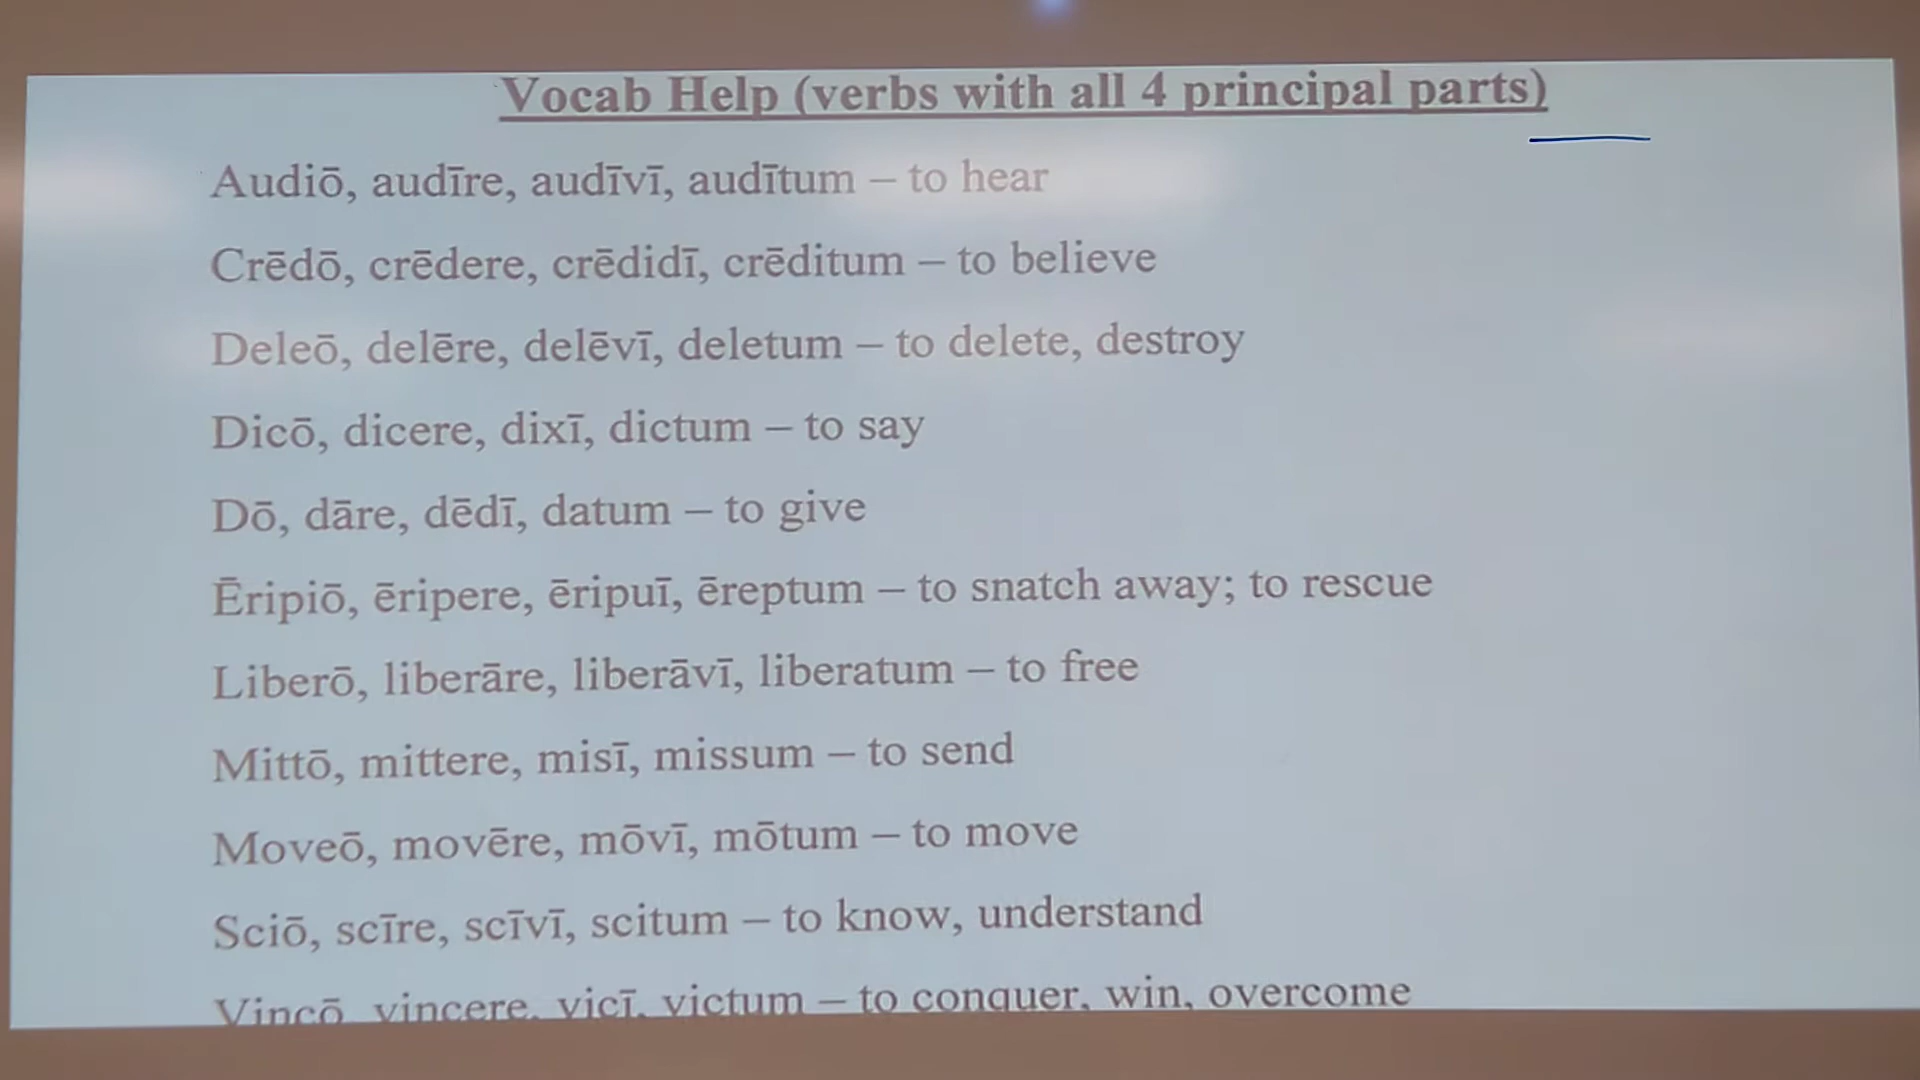 Vocab Help (verbs with all 4 principal parts)
Audiō, audīre, audīvī, audītum – to hear
Crēdō, crēdere, crēdidī, crēditum – to believe
Deleō, delēre, delēvī, deletum – to delete, destroy
Dicō, dicere, dixī, dictum – to say
Dō, dāre, dēdī, datum – to give
Ēripiō, ēripere, ēripuī, ēreptum – to snatch away; to rescue
Liberō, liberāre, liberāvī, liberatum – to free
Mittō, mittere, misī, missum – to send
Moveō, movēre, mōvī, mōtum – to move
Sciō, scīre, scīvī, scitum – to know, understand
Vincō, vincere, vicī, victum – to conquer, win, overcome